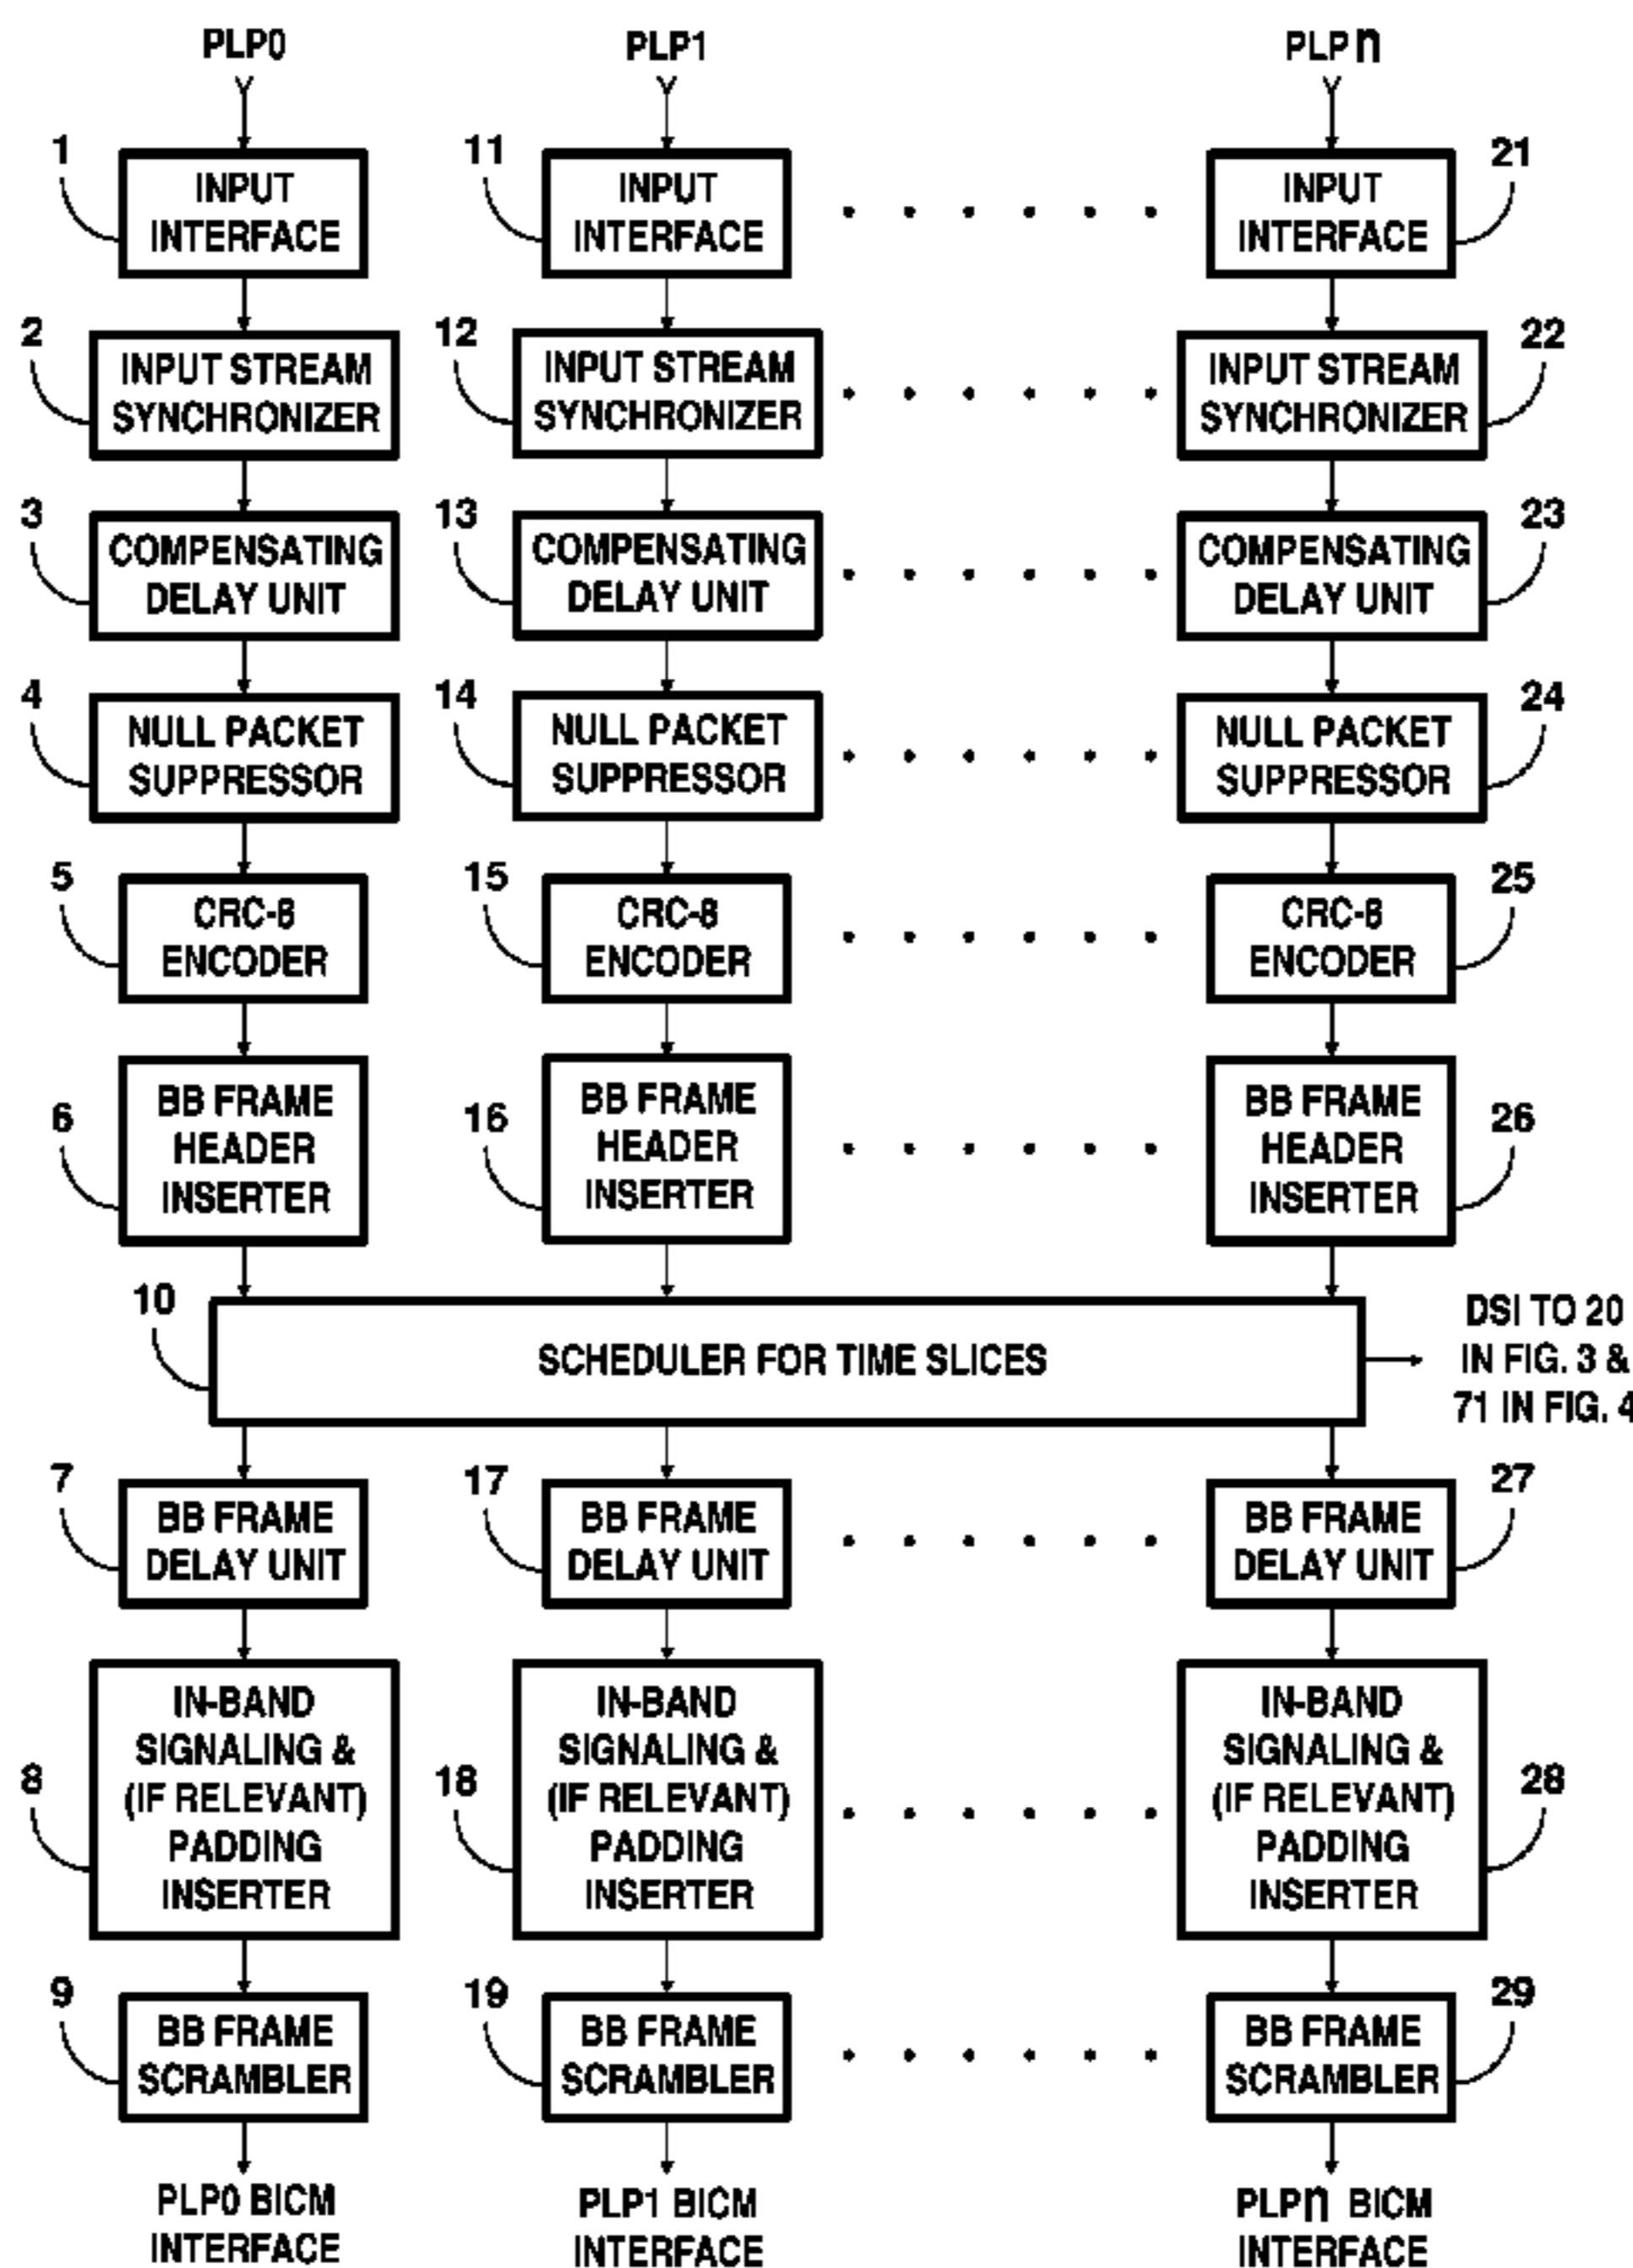 PLP0 PLP1 PLPn
1 11 21
INPUT INPUT INPUT
INTERFACE INTERFACE INTERFACE
2 12 22
INPUT STREAM INPUT STREAM INPUT STREAM
SYNCHRONIZER SYNCHRONIZER SYNCHRONIZER
3 13 23
COMPENSATING COMPENSATING COMPENSATING
DELAY UNIT DELAY UNIT DELAY UNIT
4 14 24
NULL PACKET NULL PACKET NULL PACKET
SUPPRESSOR SUPPRESSOR SUPPRESSOR
5 15 25
CRC-8 CRC-8 CRC-8
ENCODER ENCODER ENCODER
6 16 26
BB FRAME BB FRAME BB FRAME
HEADER HEADER HEADER
INSERTER INSERTER INSERTER
10
SCHEDULER FOR TIME SLICES
DSI TO 20
IN FIG. 3 &
71 IN FIG. 4
7 17 27
BB FRAME BB FRAME BB FRAME
DELAY UNIT DELAY UNIT DELAY UNIT
8 18 28
IN-BAND IN-BAND IN-BAND
SIGNALING & SIGNALING & SIGNALING &
(IF RELEVANT) (IF RELEVANT) (IF RELEVANT)
PADDING PADDING PADDING
INSERTER INSERTER INSERTER
9 19 29
BB FRAME BB FRAME BB FRAME
SCRAMBLER SCRAMBLER SCRAMBLER
PLP0 BICM PLP1 BICM PLPn BICM
INTERFACE INTERFACE INTERFACE